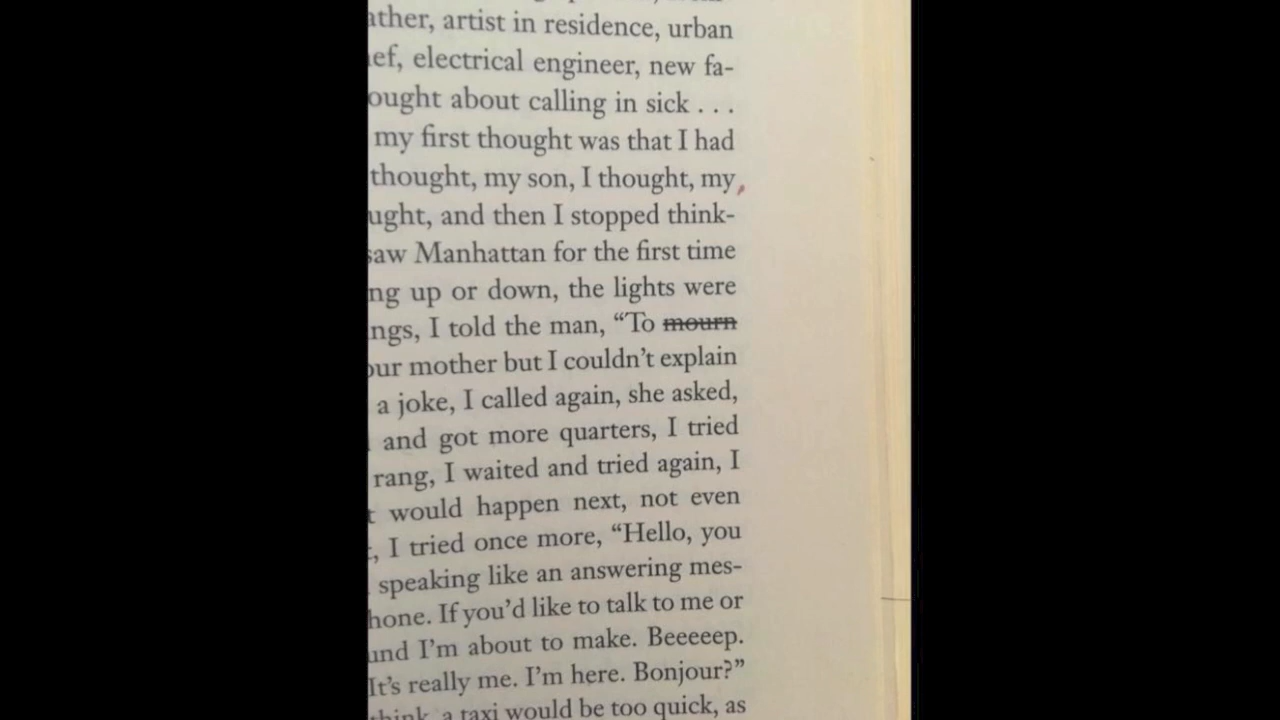 ather, artist in residence, urban
ef, electrical engineer, new fa-
ought about calling in sick . . .
my first thought was that I had
thought, my son, I thought, my
ught, and then I stopped think-
saw Manhattan for the first time
ng up or down, the lights were
ngs, I told the man, “To mourn
our mother but I couldn’t explain
a joke, I called again, she asked,
and got more quarters, I tried
rang, I waited and tried again, I
would happen next, not even
, I tried once more, “Hello, you
speaking like an answering mes-
hone. If you’d like to talk to me or
und I’m about to make. Beeeeep.
It’s really me. I’m here. Bonjour?”
think, a taxi would be too quick, as